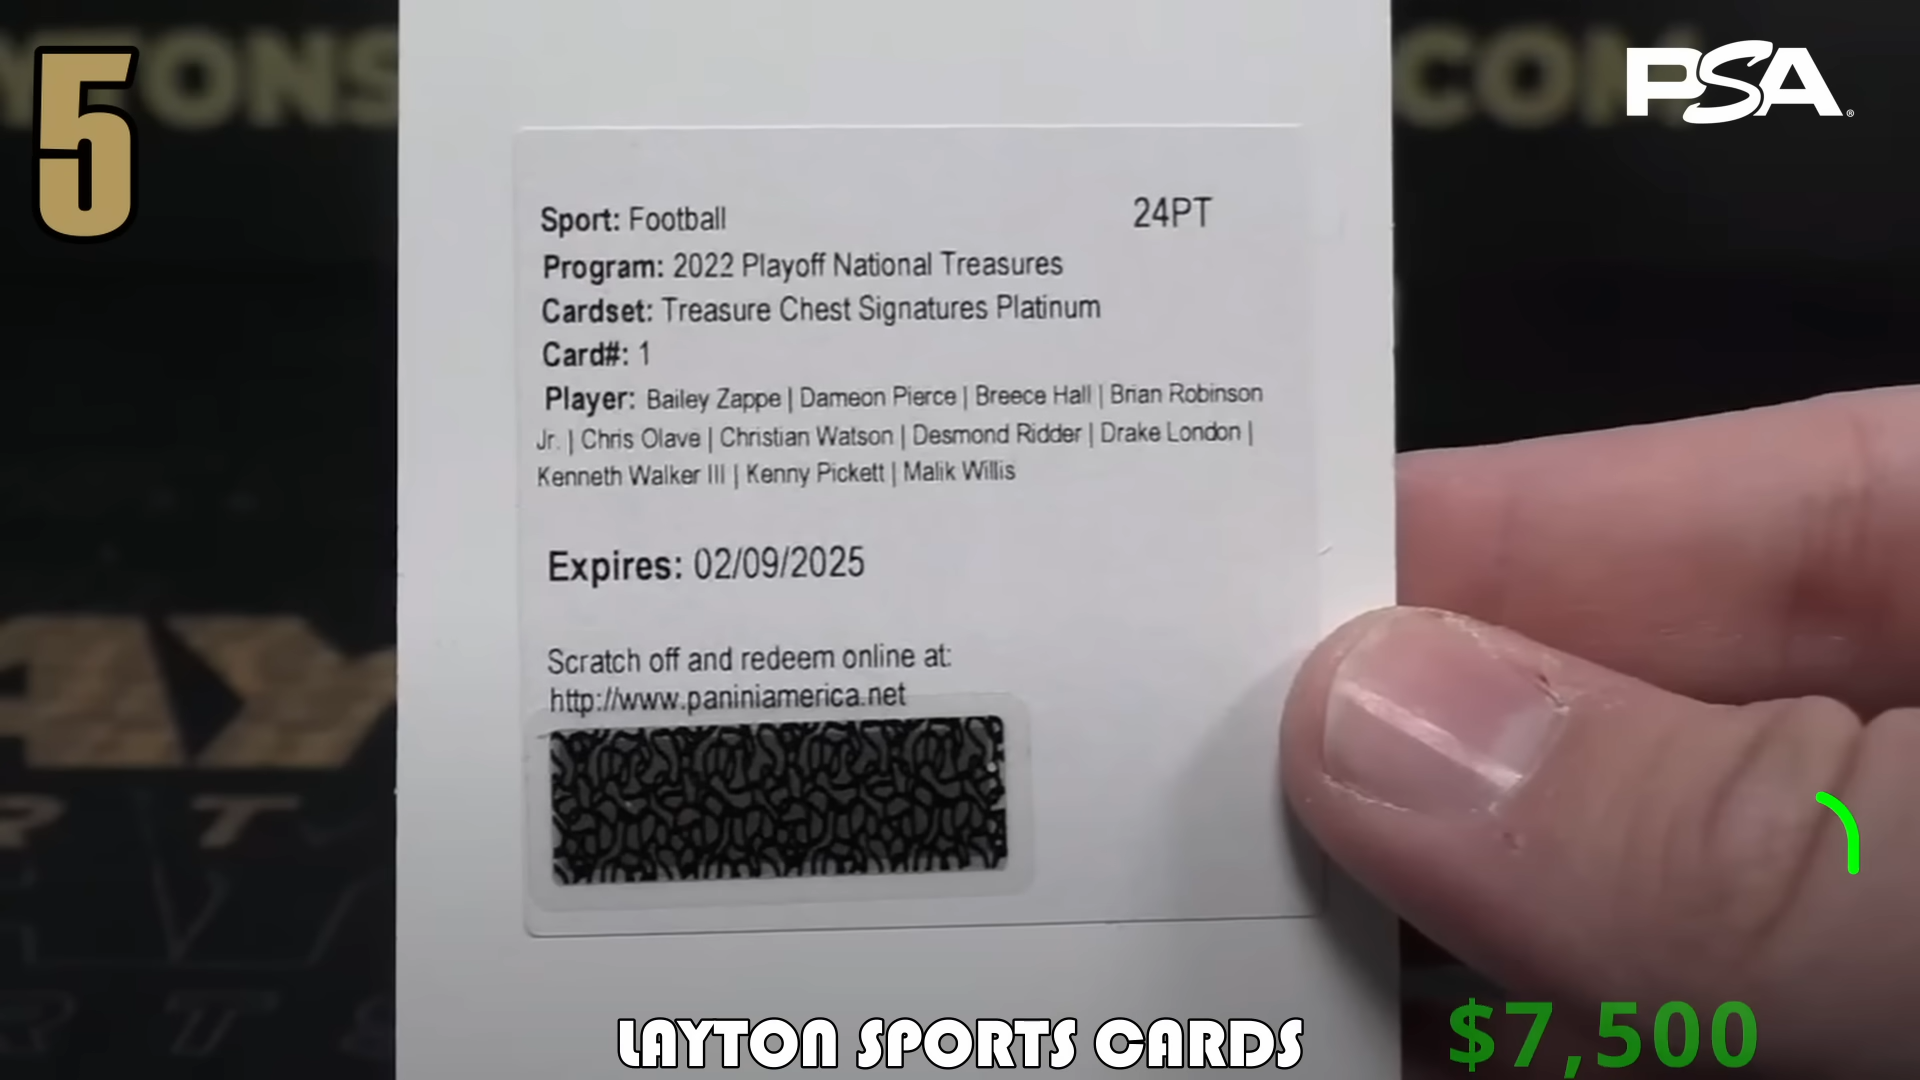 5
YTONS
COM
PSA®
Sport: Football
24PT
Program: 2022 Playoff National Treasures
Cardset: Treasure Chest Signatures Platinum
Card#: 1
Player: Bailey Zappe | Dameon Pierce | Breece Hall | Brian Robinson
Jr. | Chris Olave | Christian Watson | Desmond Ridder | Drake London |
Kenneth Walker III | Kenny Pickett | Malik Willis
Expires: 02/09/2025
Scratch off and redeem online at:
http://www.paniniamerica.net
AY
R T
LAYTON SPORTS CARDS
$7,500